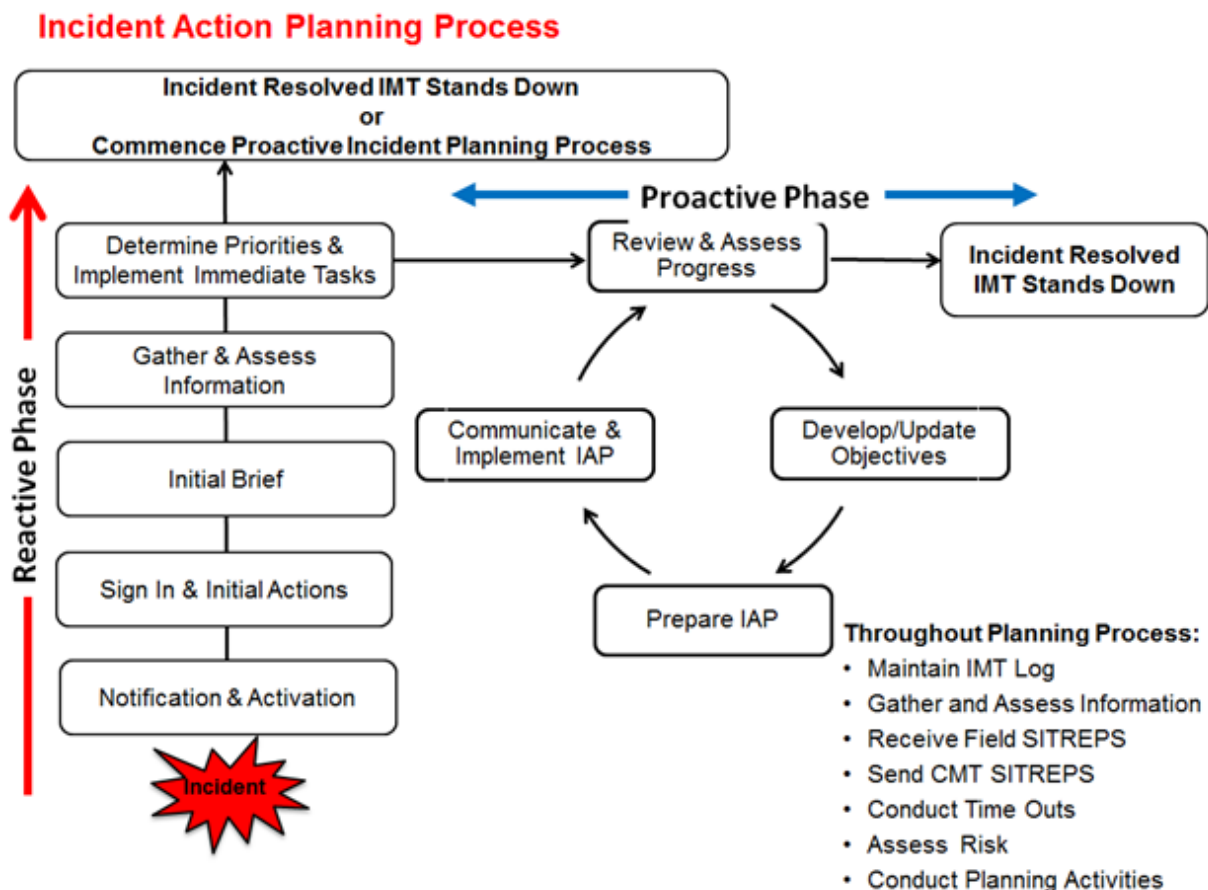 Incident Action Planning Process
Incident Resolved IMT Stands Down
or
Commence Proactive Incident Planning Process
Reactive Phase
Determine Priorities &
Implement Immediate Tasks
Gather & Assess
Information
Initial Brief
Sign In & Initial Actions
Notification & Activation
Incident
Proactive Phase
Review & Assess
Progress
Incident Resolved
IMT Stands Down
Communicate &
Implement IAP
Develop/Update
Objectives
Prepare IAP
Throughout Planning Process:
• Maintain IMT Log
• Gather and Assess Information
• Receive Field SITREPS
• Send CMT SITREPS
• Conduct Time Outs
• Assess Risk
• Conduct Planning Activities